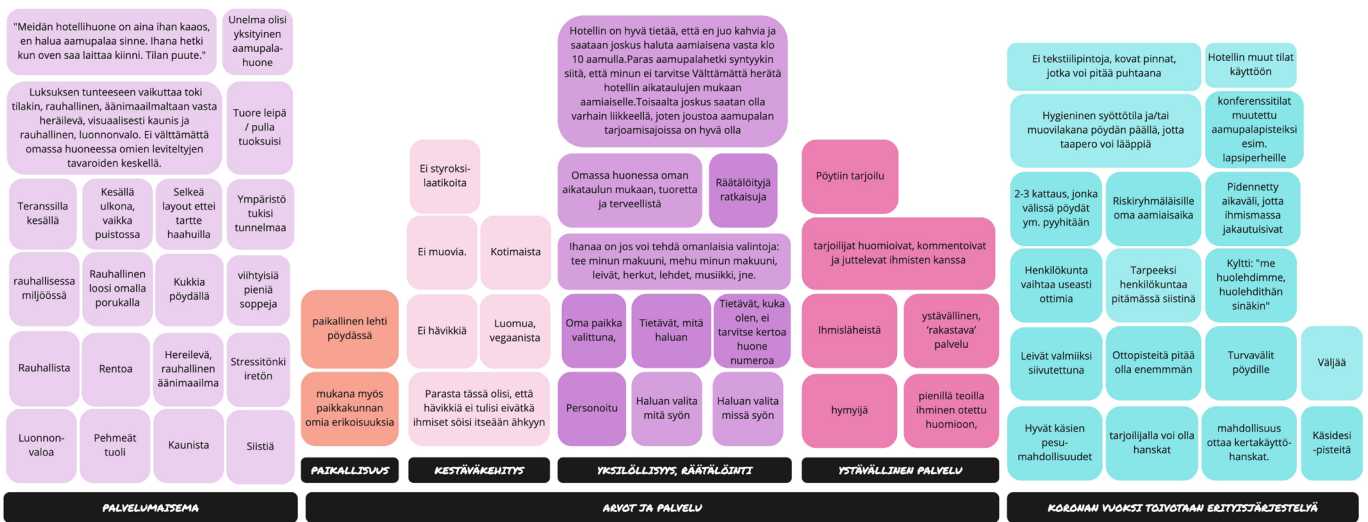 "Meidän hotellihuone on aina ihan kaaos,
en halua aamupalaa sinne. Ihana hetki
kun oven saa laittaa kiinni. Tilan puute."
Unelma olisi
yksityinen
aamupala-
huone
Luksuksen tunteeseen vaikuttaa toki
tilakin, rauhallinen, äänimaailmaltaan vasta
heräilevä, visuaalisesti kaunis ja
rauhallinen, luonnonvalo. Ei välttämättä
omassa huoneessa omien leviteltyjen
tavaroiden keskellä.
Tuore leipä
/ pulla
tuoksuisi
Teranssilla
kesällä
Kesällä
ulkona,
vaikka
puistossa
Selkeä
layout ettei
tartte
haahuilla
Ympäristö
tukisi
tunnelmaa
rauhallisessa
miljöössä
Rauhallinen
loosi omalla
porukalla
Kukkia
pöydällä
viihtyisiä
pieniä
soppeja
Rauhallista
Rentoa
Hereilevä,
rauhallinen
äänimaailma
Stressitönki
iretön
Luonnon-
valoa
Pehmeät
tuoli
Kaunista
Siistiä
PALVELUMAISEMA
paikallinen lehti
pöydässä
mukana myös
paikkakunnan
omia erikoisuuksia
PAIKALLISUUS
Ei styroksi-
laatikoita
Ei muovia.
Kotimaista
Ei hävikkiä
Luomua,
vegaanista
Parasta tässä olisi, että
hävikkiä ei tulisi eivätkä
ihmiset söisi itseään ähkyyn
KESTÄVÄKEHITYS
Hotellin on hyvä tietää, että en juo kahvia ja
saataan joskus haluta aamiaisena vasta klo
10 aamulla.Paras aamupalahetki syntyykin
siitä, että minun ei tarvitse Välttämättä herätä
hotellin aikataulujen mukaan
aamiaiselle.Toisaalta joskus saatan olla
varhain liikkeellä, joten joustoa aamupalan
tarjoamisajoissa on hyvä olla
Omassa huonessa oman
aikataulun mukaan, tuoretta
ja terveellistä
Räätälöityjä
ratkaisuja
Ihanaa on jos voi tehdä omanlaisia valintoja:
tee minun makuuni, mehu minun makuuni,
leivät, herkut, lehdet, musiikki, jne.
Oma paikka
valittuna,
Tietävät, mitä
haluan
Tietävät, kuka
olen, ei
tarvitse kertoa
huone
numeroa
Personoitu
Haluan valita
mitä syön
Haluan valita
missä syön
YKSILÖLLISYS, RÄÄTÄLÖINTI
Pöytiin tarjoilu
tarjoilijat huomioivat, kommentoivat
ja juttelevat ihmisten kanssa
Ihmisläheistä
ystävällinen,
'rakastava'
palvelu
hymyijä
pienillä teoilla
ihminen otettu
huomioon,
YSTÄVÄLLINEN PALVELU
ARVOT JA PALVELU
Ei tekstiilipintoja, kovat pinnat,
jotka voi pitää puhtaana
Hotellin muut tilat
käyttöön
Hygieninen syöttötila ja/tai
muovilakana pöydän päällä, jotta
taapero voi lääppiä
konferenssitilat
muutettu
aamupalapisteiksi
esim.
lapsiperheille
2-3 kattaus, jonka
välissä pöydät
ym. pyyhitään
Riskiryhmäläisille
oma aamiaisaika
Pidennetty
aikaväli, jotta
ihmismassa
jakautuisivat
Henkilökunta
vaihtaa useasti
ottimia
Tarpeeksi
henkilökuntaa
pitämässä siistinä
Kyltti: "me
huolehdimme,
huolehdithän
sinäkin"
Leivät valmiiksi
siivutettuna
Ottopisteitä pitää
olla enemmmän
Turvavälit
pöydille
Väljää
Hyvät käsien
pesu-
mahdollisuudet
tarjoilijalla voi olla
hanskat
mahdollisuus
ottaa kertakäyttö-
hanskat.
Käsidesi
-pisteitä
KORONAN VUOKSI TOIVOTAAN ERITYISJÄRJESTELYÄ